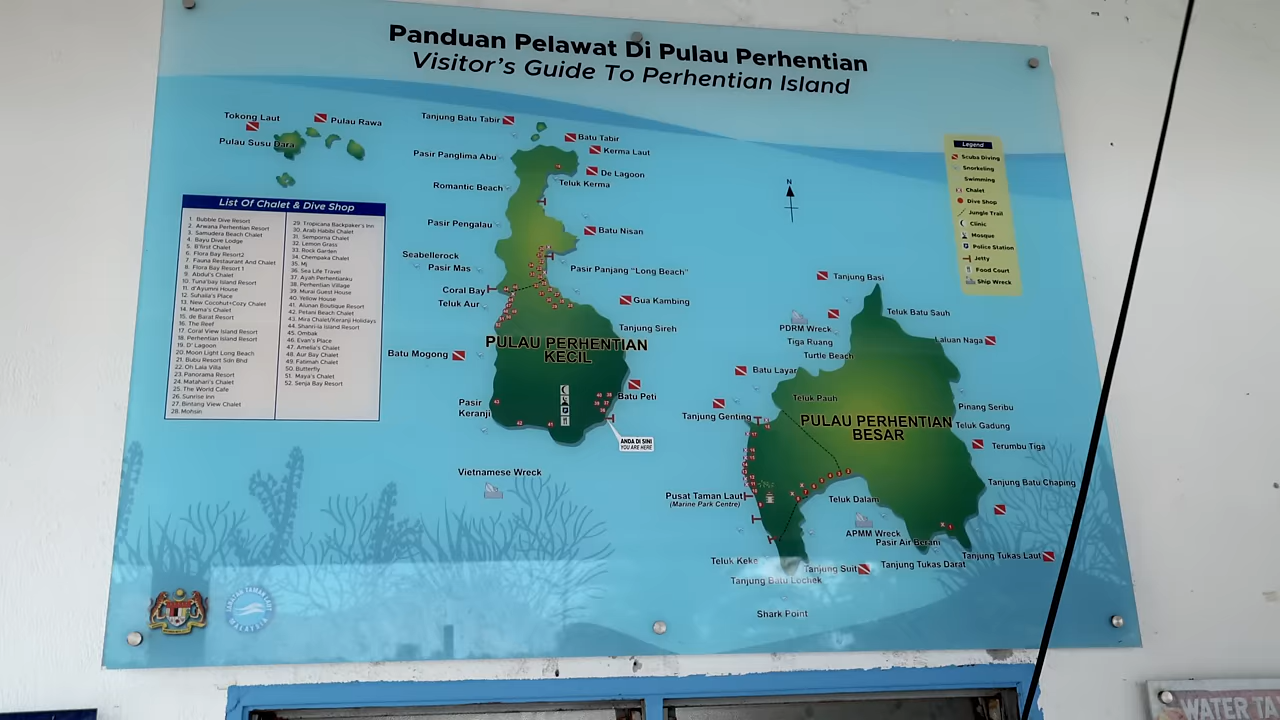 Panduan Pelawat Di Pulau Perhentian
Visitor's Guide To Perhentian Island
Tokong Laut
Pulau Rawa
Pulau Susu Dara
Tanjung Batu Tabir
Batu Tabir
Kerma Laut
Pasir Panglima Abu
De Lagoon
Teluk Kerma
Romantic Beach
Pasir Pengalau
Batu Nisan
Seabellerock
Pasir Mas
Pasir Panjang “Long Beach”
Coral Bay
Teluk Aur
Gua Kambing
Tanjung Sireh
PULAU PERHENTIAN
KECIL
Batu Mogong
Batu Peti
Pasir
Keranji
ANDA DI SINI
YOU ARE HERE
Vietnamese Wreck
N
Legend
Scuba Diving
Snorkeling
Swimming
Chalet
Dive Shop
Jungle Trail
Clinic
Mosque
Police Station
Jetty
Food Court
Ship Wreck
List Of Chalet & Dive Shop
1. Bubble Dive Resort
2. Arwana Perhentian Resort
3. Samudera Beach Chalet
4. Bayu Dive Lodge
5. B'first Chalet
6. Flora Bay Resort2
7. Fauna Restaurant And Chalet
8. Flora Bay Resort 1
9. Abdul's Chalet
10. Tuna'bay Island Resort
11. d'Ayumni House
12. Suhaila's Place
13. New Cocohut+Cozy Chalet
14. Mama's Chalet
15. de Barat Resort
16. The Reef
17. Coral View Island Resort
18. Perhentian Island Resort
19. D' Lagoon
20. Moon Light Long Beach
21. Bubu Resort Sdn Bhd
22. Oh Lala Villa
23. Panorama Resort
24. Matahari's Chalet
25. The World Cafe
26. Sunrise Inn
27. Bintang View Chalet
28. Mohsin
29. Tropicana Backpaker's Inn
30. Arab Habibi Chalet
31. Semporna Chalet
32. Lemon Grass
33. Rock Garden
34. Chempaka Chalet
35. Mj
36. Sea Life Travel
37. Ayah Perhentianku
38. Perhentian Village
39. Murai Guest House
40. Yellow House
41. Alunan Boutique Resort
42. Petani Beach Chalet
43. Mira Chalet/Keranji Holidays
44. Shanri-la Island Resort
45. Ombak
46. Evan's Place
47. Amelia's Chalet
48. Aur Bay Chalet
49. Fatimah Chalet
50. Butterfly
51. Maya's Chalet
52. Senja Bay Resort
Tanjung Basi
Teluk Batu Sauh
PDRM Wreck
Tiga Ruang
Laluan Naga
Turtle Beach
Batu Layar
Teluk Pauh
Tanjung Genting
Pinang Seribu
PULAU PERHENTIAN
BESAR
Teluk Gadung
Terumbu Tiga
Tanjung Batu Chaping
Pusat Taman Laut
(Marine Park Centre)
Teluk Dalam
APMM Wreck
Pasir Air Berani
Teluk Keke
Tanjung Suit
Tanjung Tukas Darat
Tanjung Tukas Laut
Tanjung Batu Lochek
Shark Point
WATER TA